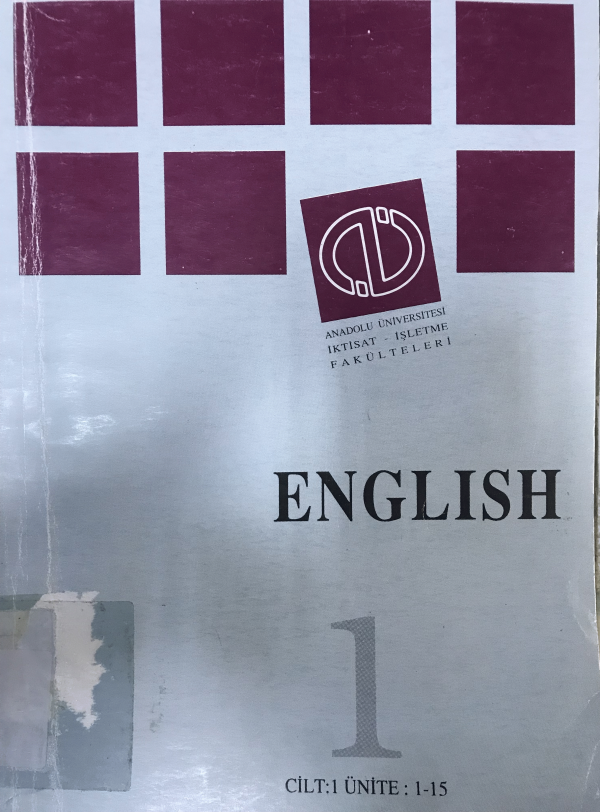 ANADOLU ÜNİVERSİTESİ
İKTİSAT - İŞLETME
FAKÜLTELERİ
ENGLISH
1
CİLT:1 ÜNİTE : 1-15